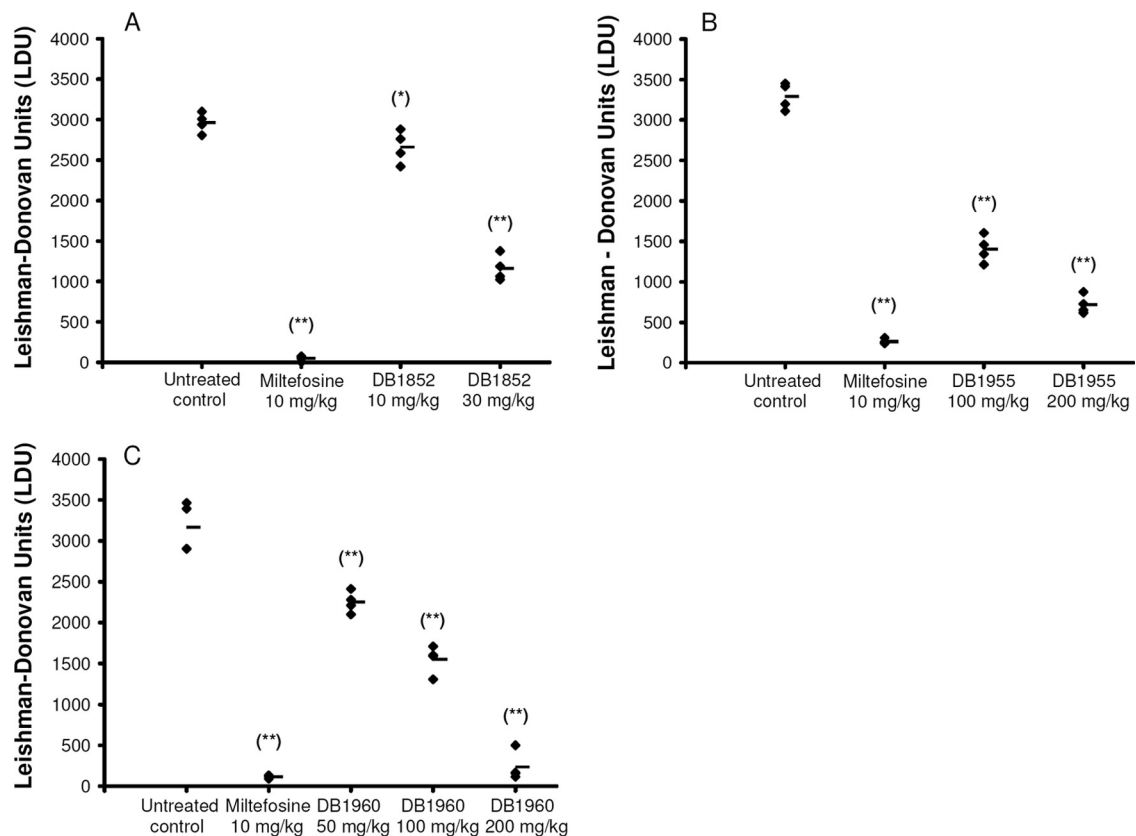 A
Leishman-Donovan Units (LDU)
4000
3500
3000
2500
2000
1500
1000
500
0
(**)
(*)
(**)
Untreated control
Miltefosine 10 mg/kg
DB1852 10 mg/kg
DB1852 30 mg/kg
B
Leishman - Donovan Units (LDU)
4000
3500
3000
2500
2000
1500
1000
500
0
(**)
(**)
(**)
Untreated control
Miltefosine 10 mg/kg
DB1955 100 mg/kg
DB1955 200 mg/kg
C
Leishman-Donovan Units (LDU)
4000
3500
3000
2500
2000
1500
1000
500
0
(**)
(**)
(**)
(**)
Untreated control
Miltefosine 10 mg/kg
DB1960 50 mg/kg
DB1960 100 mg/kg
DB1960 200 mg/kg